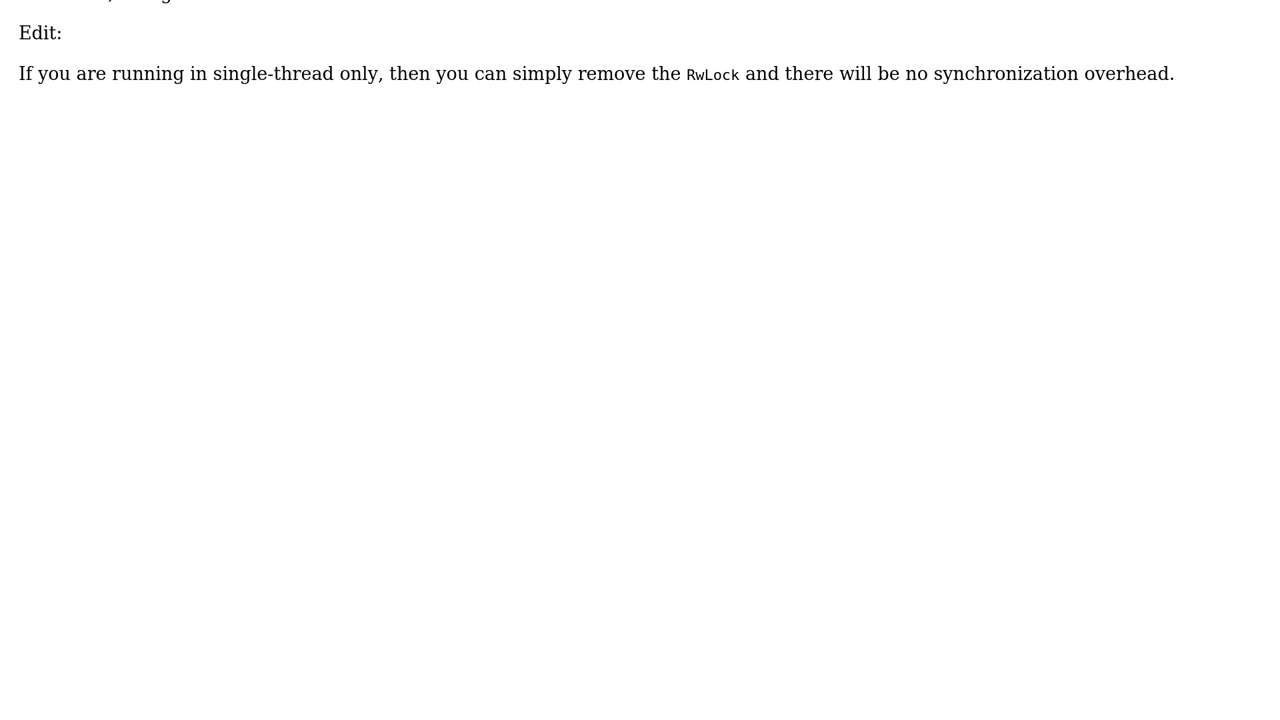 Edit:
If you are running in single-thread only, then you can simply remove the RwLock and there will be no synchronization overhead.